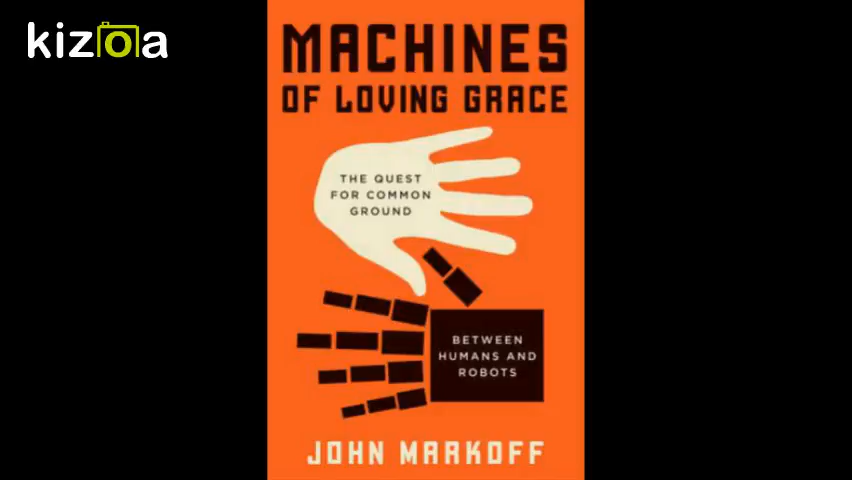 kizoa
MACHINES
OF LOVING GRACE
THE QUEST
FOR COMMON
GROUND
BETWEEN
HUMANS AND
ROBOTS
JOHN MARKOFF